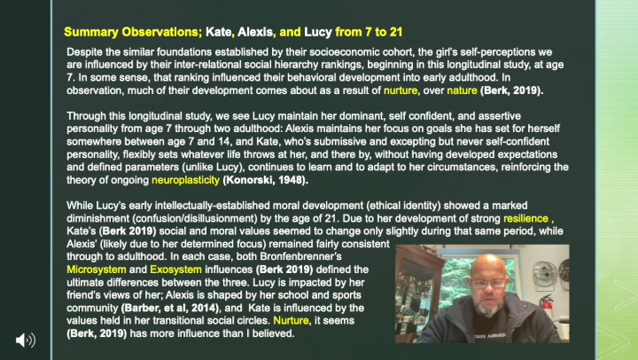 Summary Observations; Kate, Alexis, and Lucy from 7 to 21
Despite the similar foundations established by their socioeconomic cohort, the girl's self-perceptions we
are influenced by their inter-relational social hierarchy rankings, beginning in this longitudinal study, at age
7. In some sense, that ranking influenced their behavioral development into early adulthood. In
observation, much of their development comes about as a result of nurture, over nature (Berk, 2019).
Through this longitudinal study, we see Lucy maintain her dominant, self confident, and assertive
personality from age 7 through two adulthood: Alexis maintains her focus on goals she has set for herself
somewhere between age 7 and 14, and Kate, who's submissive and excepting but never self-confident
personality, flexibly sets whatever life throws at her, and there by, without having developed expectations
and defined parameters (unlike Lucy), continues to learn and to adapt to her circumstances, reinforcing the
theory of ongoing neuroplasticity (Konorski, 1948).
While Lucy's early intellectually-established moral development (ethical identity) showed a marked
diminishment (confusion/disillusionment) by the age of 21. Due to her development of strong resilience ,
Kate's (Berk 2019) social and moral values seemed to change only slightly during that same period, while
Alexis' (likely due to her determined focus) remained fairly consistent
through to adulthood. In each case, both Bronfenbrenner's
Microsystem and Exosystem influences (Berk 2019) defined the
ultimate differences between the three. Lucy is impacted by her
friend's views of her; Alexis is shaped by her school and sports
community (Barber, et al, 2014), and Kate is influenced by the
values held in her transitional social circles. Nurture, it seems
(Berk, 2019) has more influence than I believed.